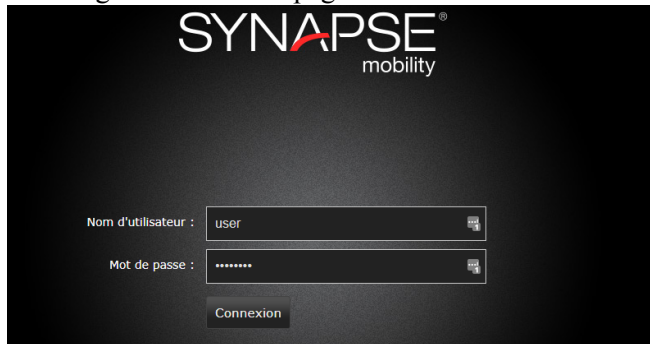 SYNAPSE®
mobility
Nom d'utilisateur :
user
Mot de passe :
••••••••
Connexion